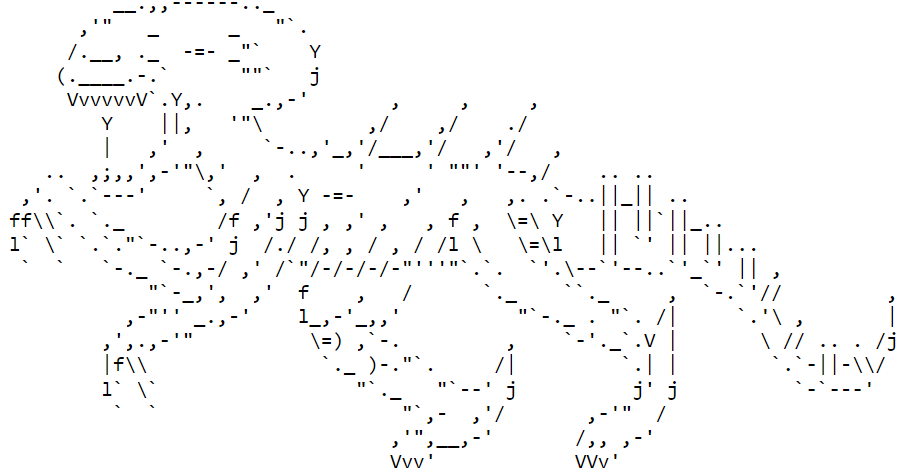 __.,,------.._
      ,'"   _      _   "`.
     /.__, ._  -=- _"`    Y
    (.____.-.`      ""`   j
     VvvvvvV`.Y,.    _.,-'       ,     ,     ,
        Y    ||,   '"\         ,/    ,/    ./
        |   ,'  ,     `-..,'_,'/___,'/   ,'/   ,
   ..  ,;,,',-'"\,'  ,  .     '     ' ""' '--,/    .. ..
 ,'. `.`---'     `, /  , Y -=-    ,'   ,   ,. .`-..||_|| ..
ff\\`. `._        /f ,'j j , ,' ,   , f ,  \=\ Y   || ||`||_..
l` \` `.`."`-..,-' j  /./ /, , / , / /l \   \=\l   || `' || ||...
 `  `   `-._ `-.,-/ ,' /`"/-/-/-/-"'''"`.`.  `'.\--`'--..`'_`' || ,
            "`-_,',  ,'  f    ,   /      `._    ``._     ,  `-.`'//         ,
          ,-"'' _.,-'    l_,-'_,,'          "`-._ . "`. /|     `.'\ ,       |
        ,',.,-'"          \=) ,`-.         ,    `-'._`.V |       \ // .. . /j
        |f\\               `._ )-."`.     /|         `.| |        `.`-||-\\/
        l` \`                 "`._   "`--' j          j' j          `-`---'
         `  `                     "`,-  ,'/       ,-'"  /
                                 ,'",__,-'       /,, ,-'
                                 Vvv'            VVv'